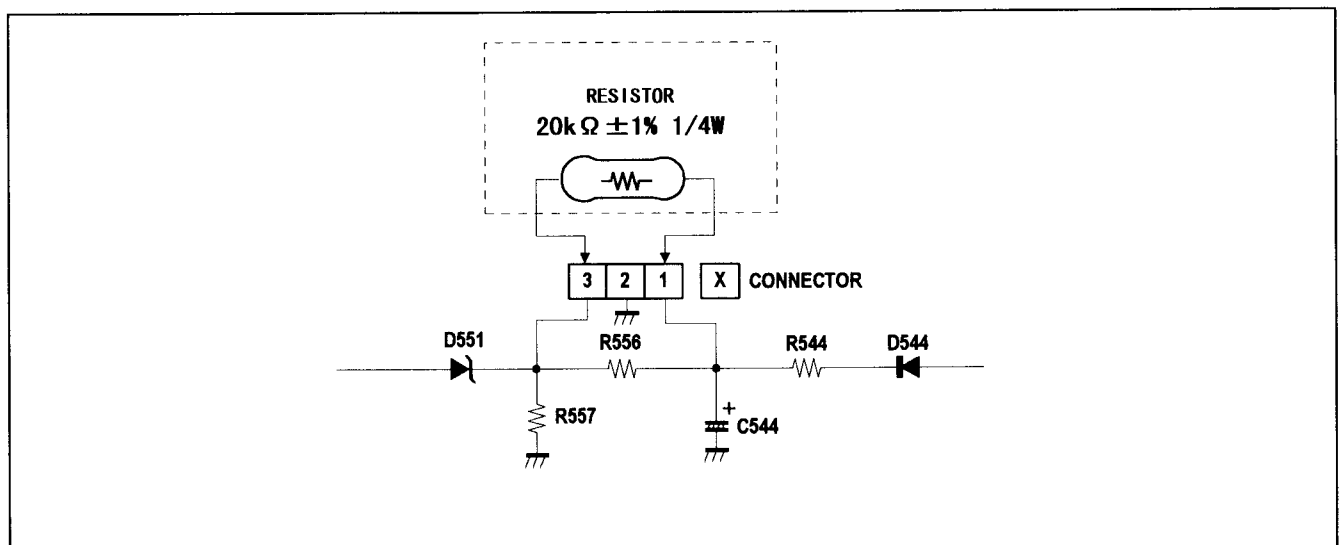 RESISTOR
20kΩ ±1% 1/4W
3 2 1 X CONNECTOR
D551
R556
R544
D544
R557
+
C544